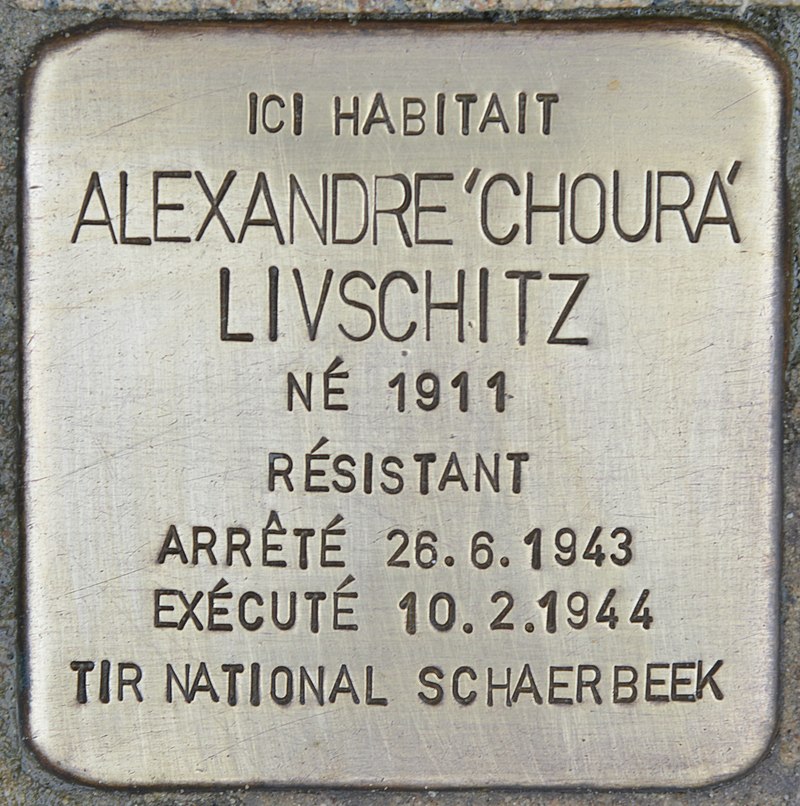 ICI HABITAIT
ALEXANDRE ′CHOURA′
LIVSCHITZ
NÉ 1911
RÉSISTANT
ARRÊTÉ 26.6.1943
EXÉCUTÉ 10.2.1944
TIR NATIONAL SCHAERBEEK